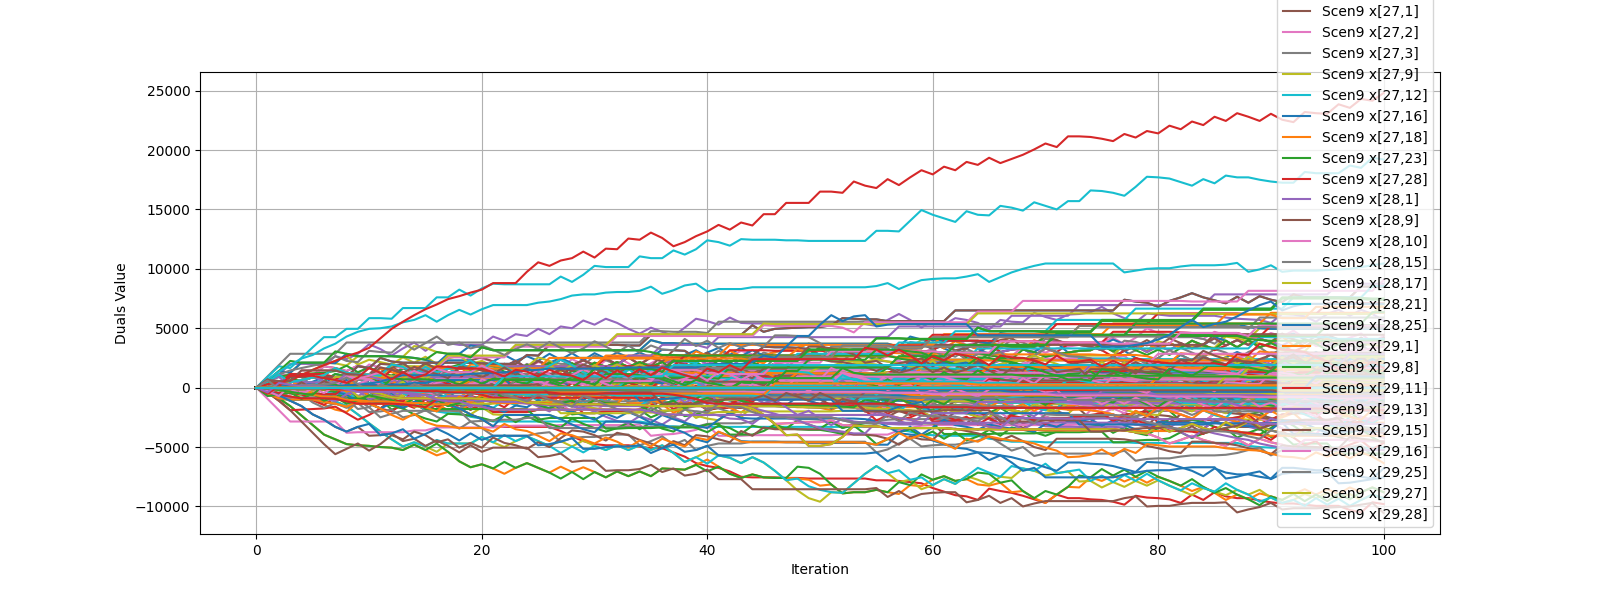 Scen9 x[27,1]
Scen9 x[27,2]
Scen9 x[27,3]
Scen9 x[27,9]
Scen9 x[27,12]
Scen9 x[27,16]
Scen9 x[27,18]
Scen9 x[27,23]
Scen9 x[27,28]
Scen9 x[28,1]
Scen9 x[28,9]
Scen9 x[28,10]
Scen9 x[28,15]
Scen9 x[28,17]
Scen9 x[28,21]
Scen9 x[28,25]
Scen9 x[29,1]
Scen9 x[29,8]
Scen9 x[29,11]
Scen9 x[29,13]
Scen9 x[29,15]
Scen9 x[29,16]
Scen9 x[29,25]
Scen9 x[29,27]
Scen9 x[29,28]
25000
20000
15000
10000
5000
0
−5000
−10000
Duals Value
0 20 40 60 80 100
Iteration